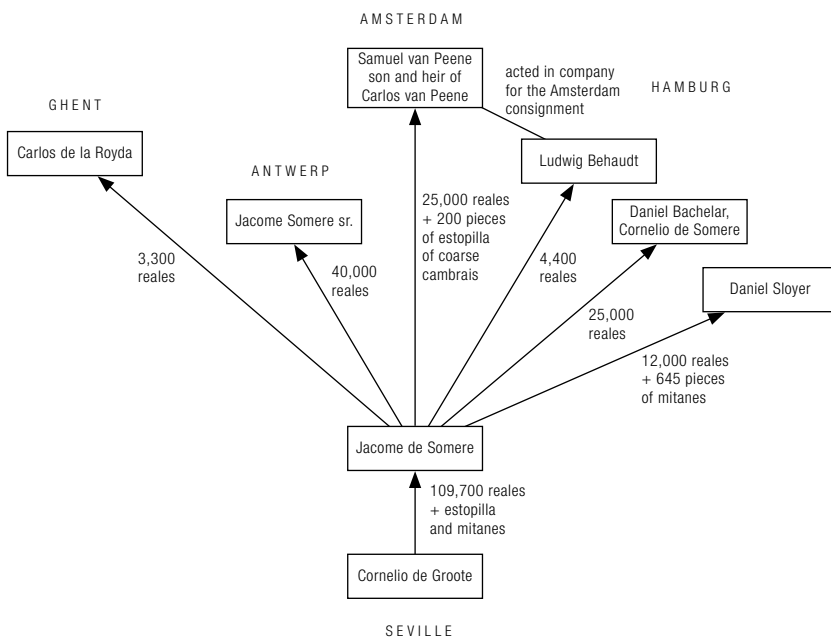 AMSTERDAM
Samuel van Peene
son and heir of
Carlos van Peene
acted in company
for the Amsterdam
consignment
HAMBURG
GHENT
Carlos de la Royda
Ludwig Behaudt
ANTWERP
Jacome Somere sr.
25,000 reales
+ 200 pieces
of estopilla
of coarse
cambrais
Daniel Bachelar,
Cornelio de Somere
3,300
reales
40,000
reales
4,400
reales
Daniel Sloyer
25,000
reales
12,000 reales
+ 645 pieces
of mitanes
Jacome de Somere
109,700 reales
+ estopilla
and mitanes
Cornelio de Groote
SEVILLE